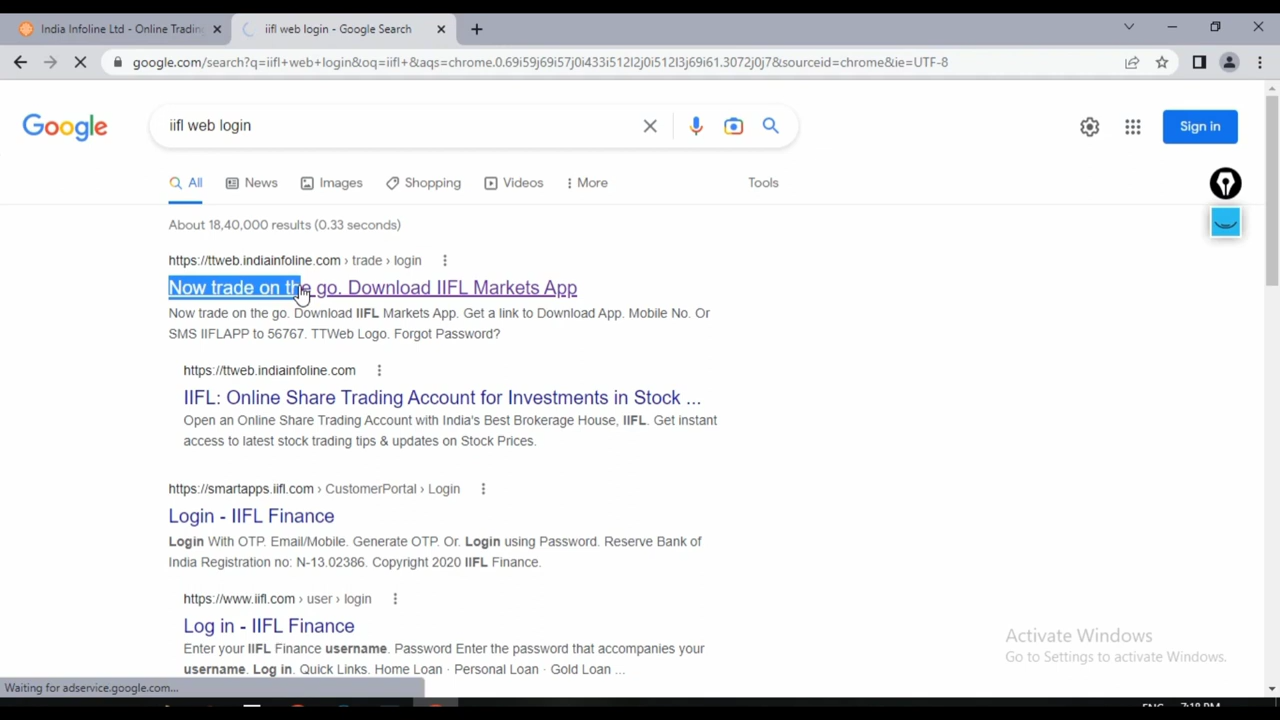 India Infoline Ltd - Online Trading
iifl web login - Google Search
google.com/search?q=iifl+web+login&oq=iifl+&aqs=chrome.0.69i59j69i57j0i433i512l2j0i512l3j69i61.3072j0j7&sourceid=chrome&ie=UTF-8
Google
iifl web login
Sign in
All
News
Images
Shopping
Videos
More
Tools
About 18,40,000 results (0.33 seconds)
https://ttweb.indiainfoline.com › trade › login
Now trade on the go. Download IIFL Markets App
Now trade on the go. Download IIFL Markets App. Get a link to Download App. Mobile No. Or
SMS IIFLAPP to 56767. TTWeb Logo. Forgot Password?
https://ttweb.indiainfoline.com
IIFL: Online Share Trading Account for Investments in Stock ...
Open an Online Share Trading Account with India's Best Brokerage House, IIFL. Get instant
access to latest stock trading tips & updates on Stock Prices.
https://smartapps.iifl.com › CustomerPortal › Login
Login - IIFL Finance
Login With OTP. Email/Mobile. Generate OTP. Or. Login using Password. Reserve Bank of
India Registration no: N-13.02386. Copyright 2020 IIFL Finance.
https://www.iifl.com › user › login
Log in - IIFL Finance
Enter your IIFL Finance username. Password Enter the password that accompanies your
username. Log in. Quick Links. Home Loan · Personal Loan · Gold Loan ...
Activate Windows
Go to Settings to activate Windows.
Waiting for adservice.google.com...
ENG
7:18 PM